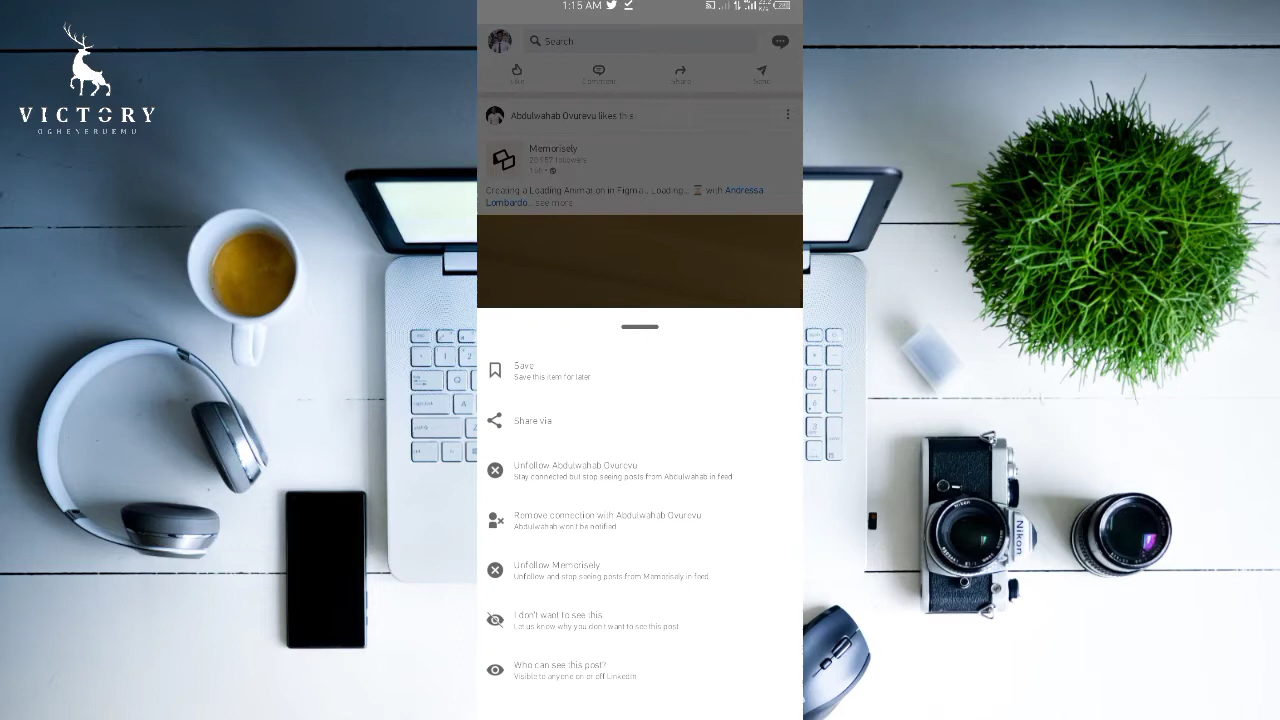 VICTORY
OGHENERUEMU
1:15 AM
Search
Like
Comment
Share
Send
Abdulwahab Ovurevu likes this
Memorisely
followers
Creating a Loading Animation in Figma... Loading... ⌛ with Andressa
Lombardo...see more
Save
Save this item for later
Share via
Unfollow Abdulwahab Ovurevu
Stay connected but stop seeing posts from Abdulwahab in feed
Remove connection with Abdulwahab Ovurevu
Abdulwahab won't be notified
Unfollow Memorisely
Unfollow and stop seeing posts from Memorisely in feed
I don't want to see this
Let us know why you don't want to see this post
Who can see this post?
Visible to anyone on or off LinkedIn
Nikon